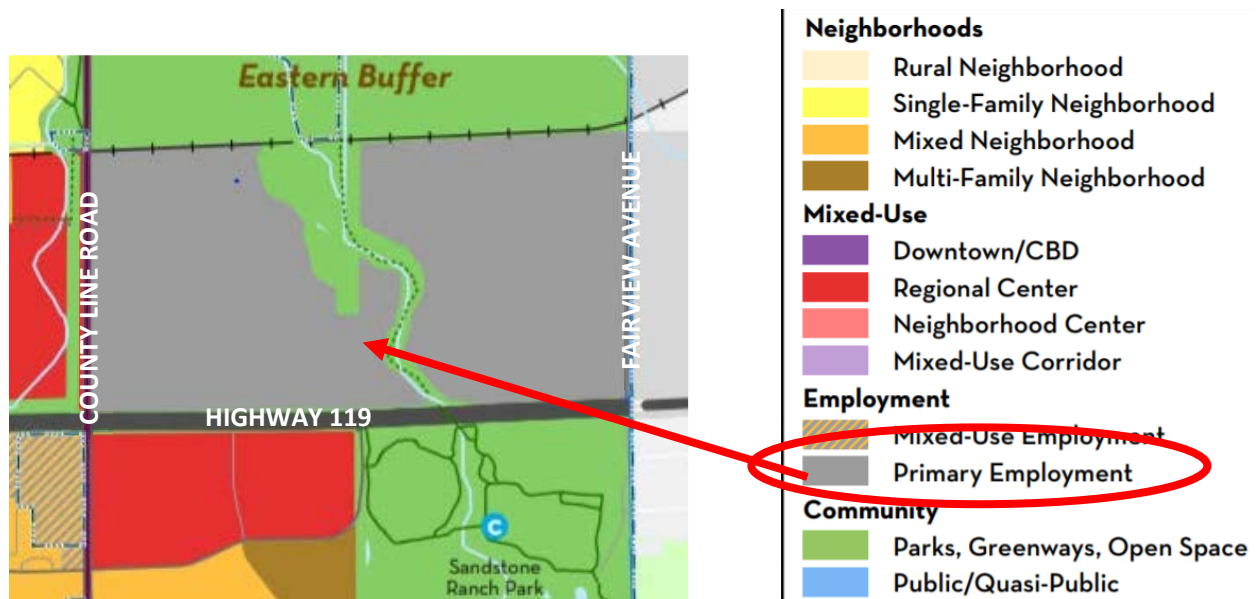 Eastern Buffer
COUNTY LINE ROAD
FAIRVIEW AVENUE
HIGHWAY 119
C
Sandstone
Ranch Park
Neighborhoods
Rural Neighborhood
Single-Family Neighborhood
Mixed Neighborhood
Multi-Family Neighborhood
Mixed-Use
Downtown/CBD
Regional Center
Neighborhood Center
Mixed-Use Corridor
Employment
Mixed-Use Employment
Primary Employment
Community
Parks, Greenways, Open Space
Public/Quasi-Public